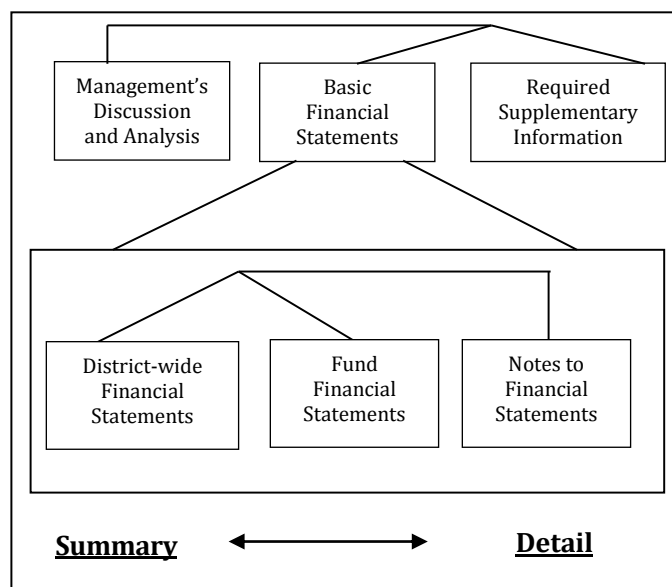 Management’s
Discussion
and Analysis
Basic
Financial
Statements
Required
Supplementary
Information
District-wide
Financial
Statements
Fund
Financial
Statements
Notes to
Financial
Statements
Summary
Detail